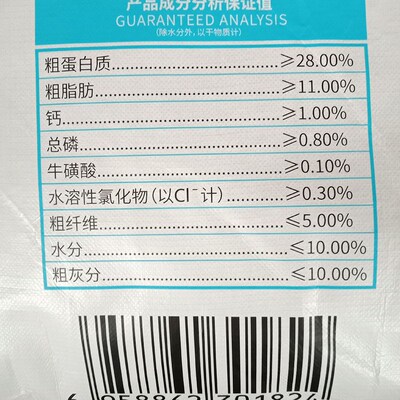 产品成分分析保证值
GUARANTEED ANALYSIS
(除水分外，以干物质计)
粗蛋白质 ≥28.00%
粗脂肪 ≥11.00%
钙 ≥1.00%
总磷 ≥0.80%
牛磺酸 ≥0.10%
水溶性氯化物(以Cl⁻计) ≥0.30%
粗纤维 ≤5.00%
水分 ≤10.00%
粗灰分 ≤10.00%